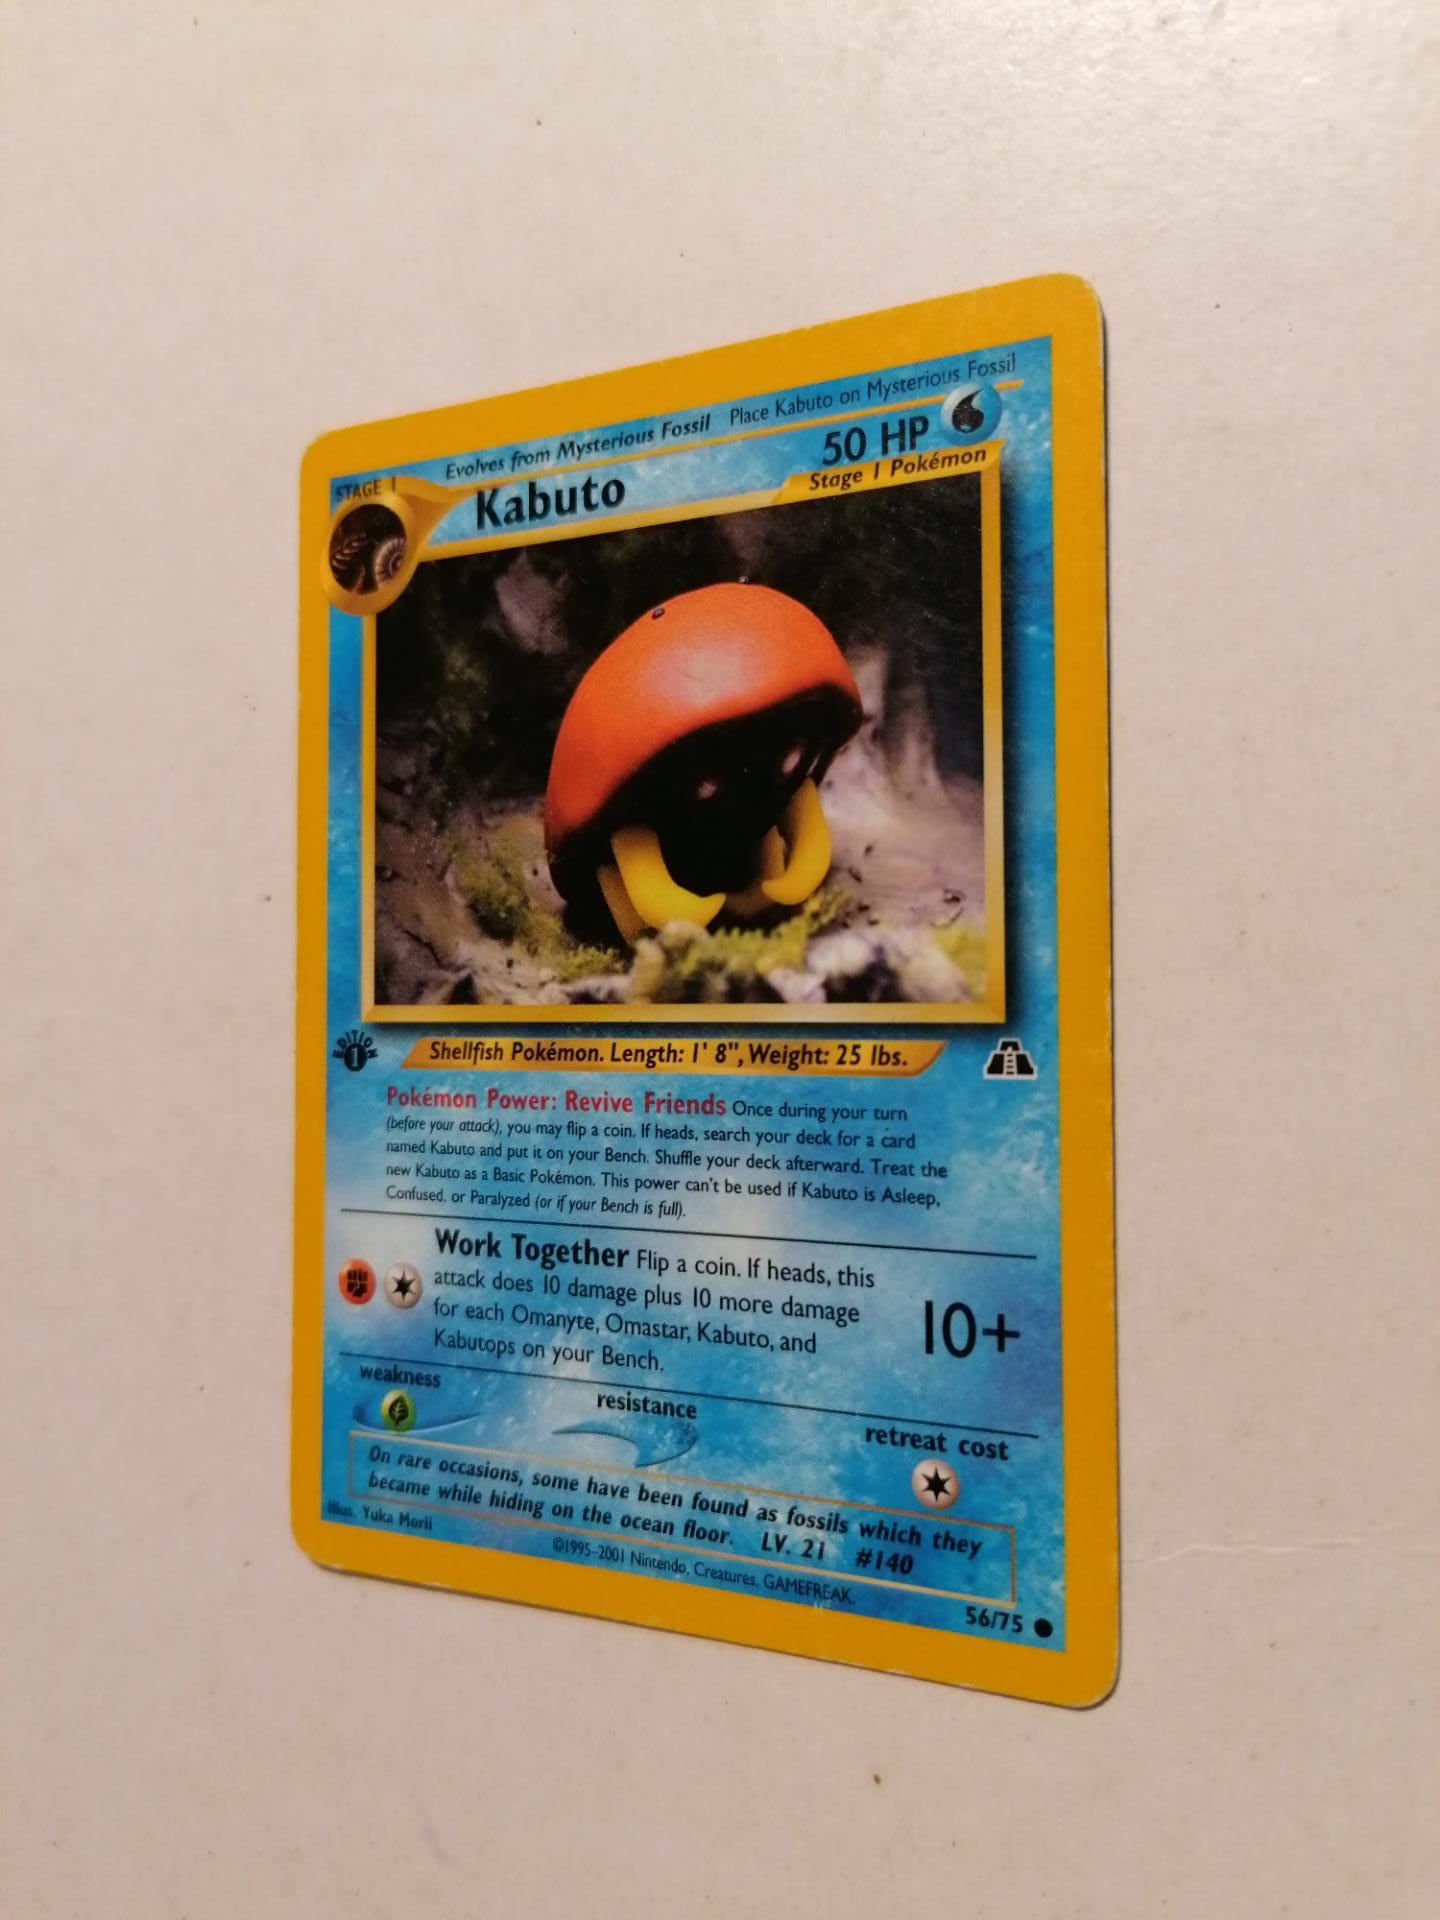 Evolves from Mysterious Fossil Place Kabuto on Mysterious Fossil
STAGE 1
Kabuto
50 HP
Stage 1 Pokémon
EDITION
1
Shellfish Pokémon. Length: 1' 8", Weight: 25 lbs.
Pokémon Power: Revive Friends Once during your turn
(before your attack), you may flip a coin. If heads, search your deck for a card
named Kabuto and put it on your Bench. Shuffle your deck afterward. Treat the
new Kabuto as a Basic Pokémon. This power can't be used if Kabuto is Asleep,
Confused, or Paralyzed (or if your Bench is full).
Work Together Flip a coin. If heads, this
attack does 10 damage plus 10 more damage
for each Omanyte, Omastar, Kabuto, and
Kabutops on your Bench.
10+
weakness
resistance
retreat cost
On rare occasions, some have been found as fossils which they
became while hiding on the ocean floor. LV. 21 #140
Illus. Yuka Morii
©1995-2001 Nintendo, Creatures, GAMEFREAK.
56/75